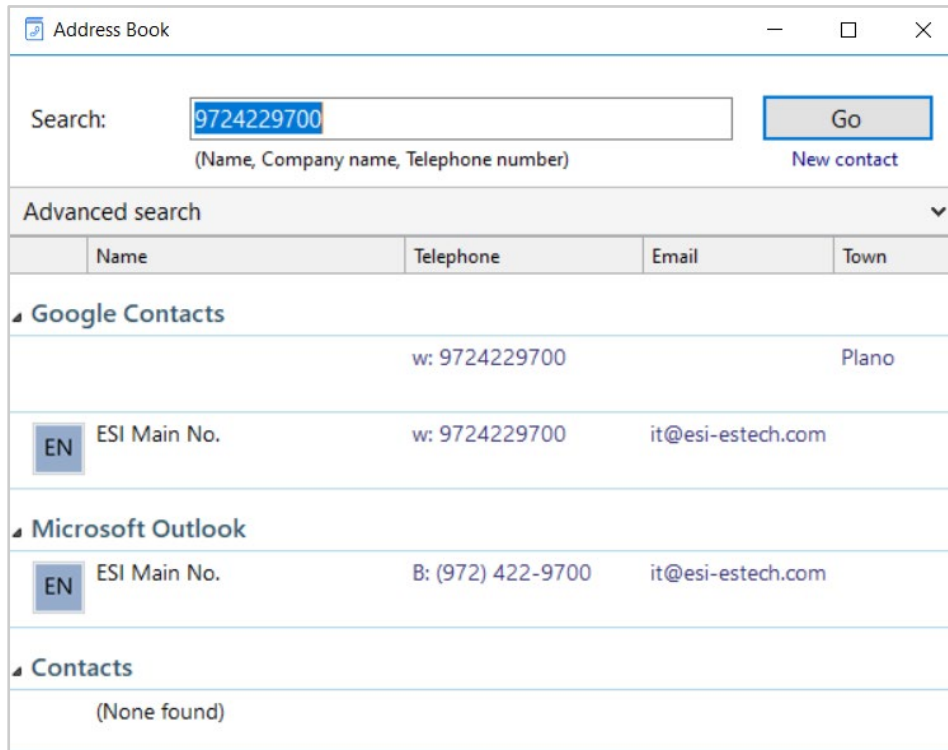 Address Book
Search: 9724229700 Go
(Name, Company name, Telephone number) New contact
Advanced search
Name Telephone Email Town
Google Contacts
w: 9724229700 Plano
EN ESI Main No. w: 9724229700 it@esi-estech.com
Microsoft Outlook
EN ESI Main No. B: (972) 422-9700 it@esi-estech.com
Contacts
(None found)